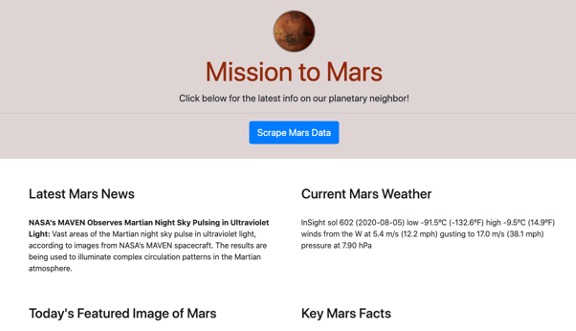 Mission to Mars
Click below for the latest info on our planetary neighbor!
Scrape Mars Data
Latest Mars News
NASA's MAVEN Observes Martian Night Sky Pulsing in Ultraviolet
Light: Vast areas of the Martian night sky pulse in ultraviolet light,
according to images from NASA's MAVEN spacecraft. The results are
being used to illuminate complex circulation patterns in the Martian
atmosphere.
Current Mars Weather
InSight sol 602 (2020-08-05) low -91.5ºC (-132.6ºF) high -9.5ºC (14.9ºF)
winds from the W at 5.4 m/s (12.2 mph) gusting to 17.0 m/s (38.1 mph)
pressure at 7.90 hPa
Today's Featured Image of Mars
Key Mars Facts